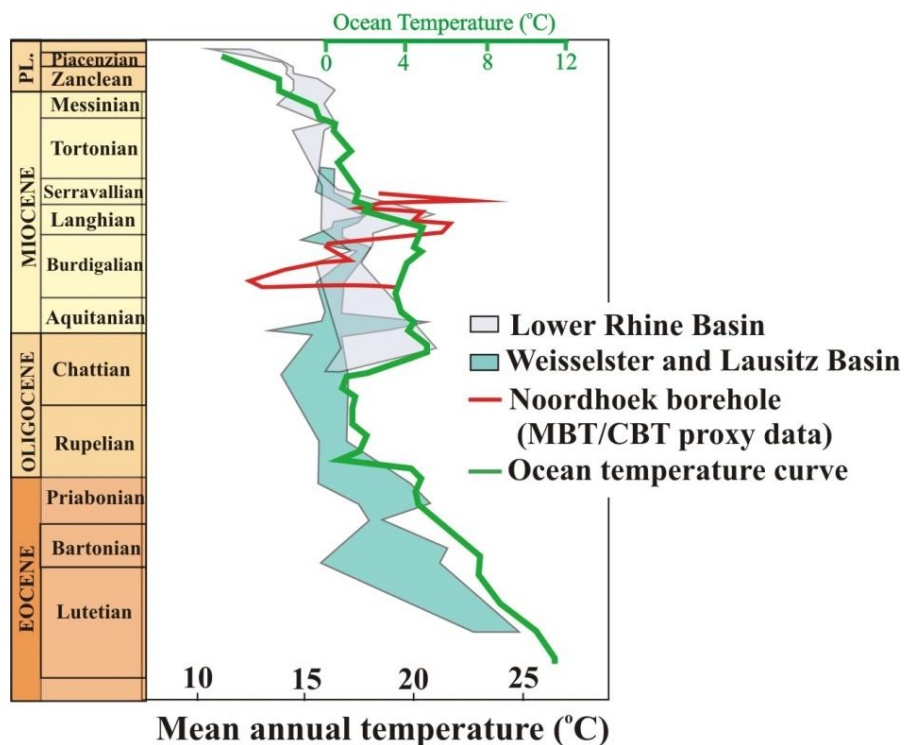 Ocean Temperature (°C)
0 4 8 12
PL.
Piacenzian
Zanclean
MIOCENE
Messinian
Tortonian
Serravallian
Langhian
Burdigalian
Aquitanian
OLIGOCENE
Chattian
Rupelian
EOCENE
Priabonian
Bartonian
Lutetian
Lower Rhine Basin
Weisselster and Lausitz Basin
Noordhoek borehole
(MBT/CBT proxy data)
Ocean temperature curve
10 15 20 25
Mean annual temperature (°C)